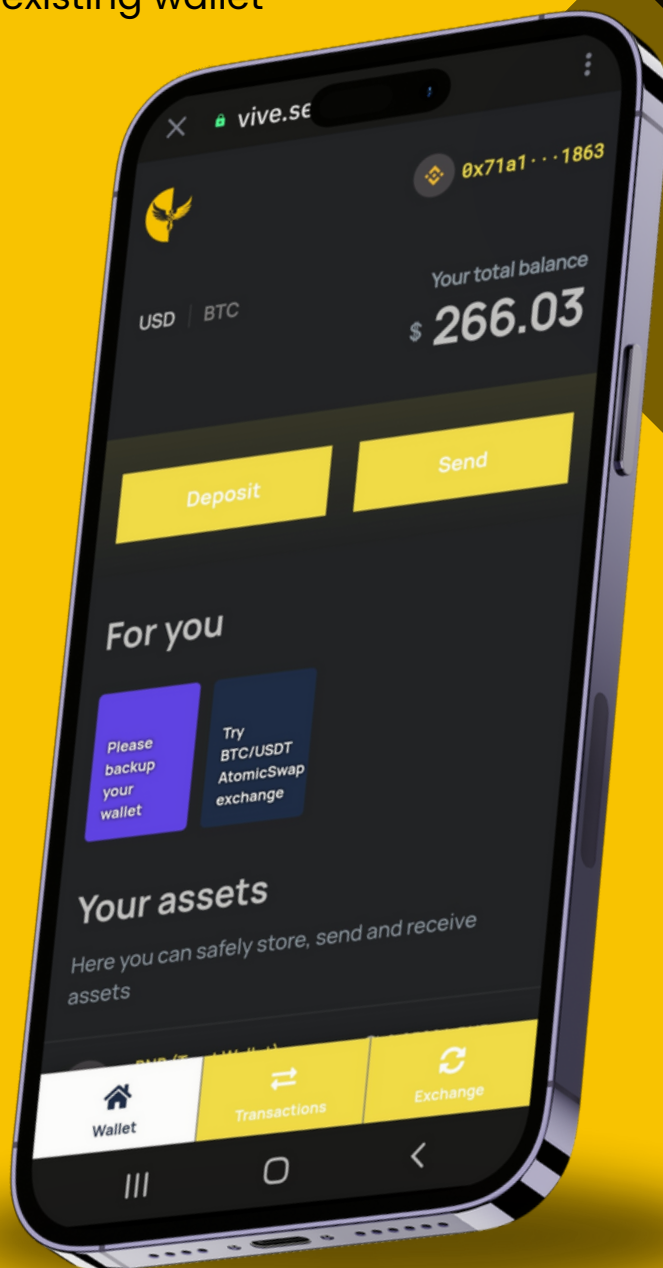 existing wallet
vive.se
0x71a1···1863
Your total balance
USD | BTC
$ 266.03
Deposit
Send
For you
Please
backup
your
wallet
Try
BTC/USDT
AtomicSwap
exchange
Your assets
Here you can safely store, send and receive
assets
Wallet
Transactions
Exchange